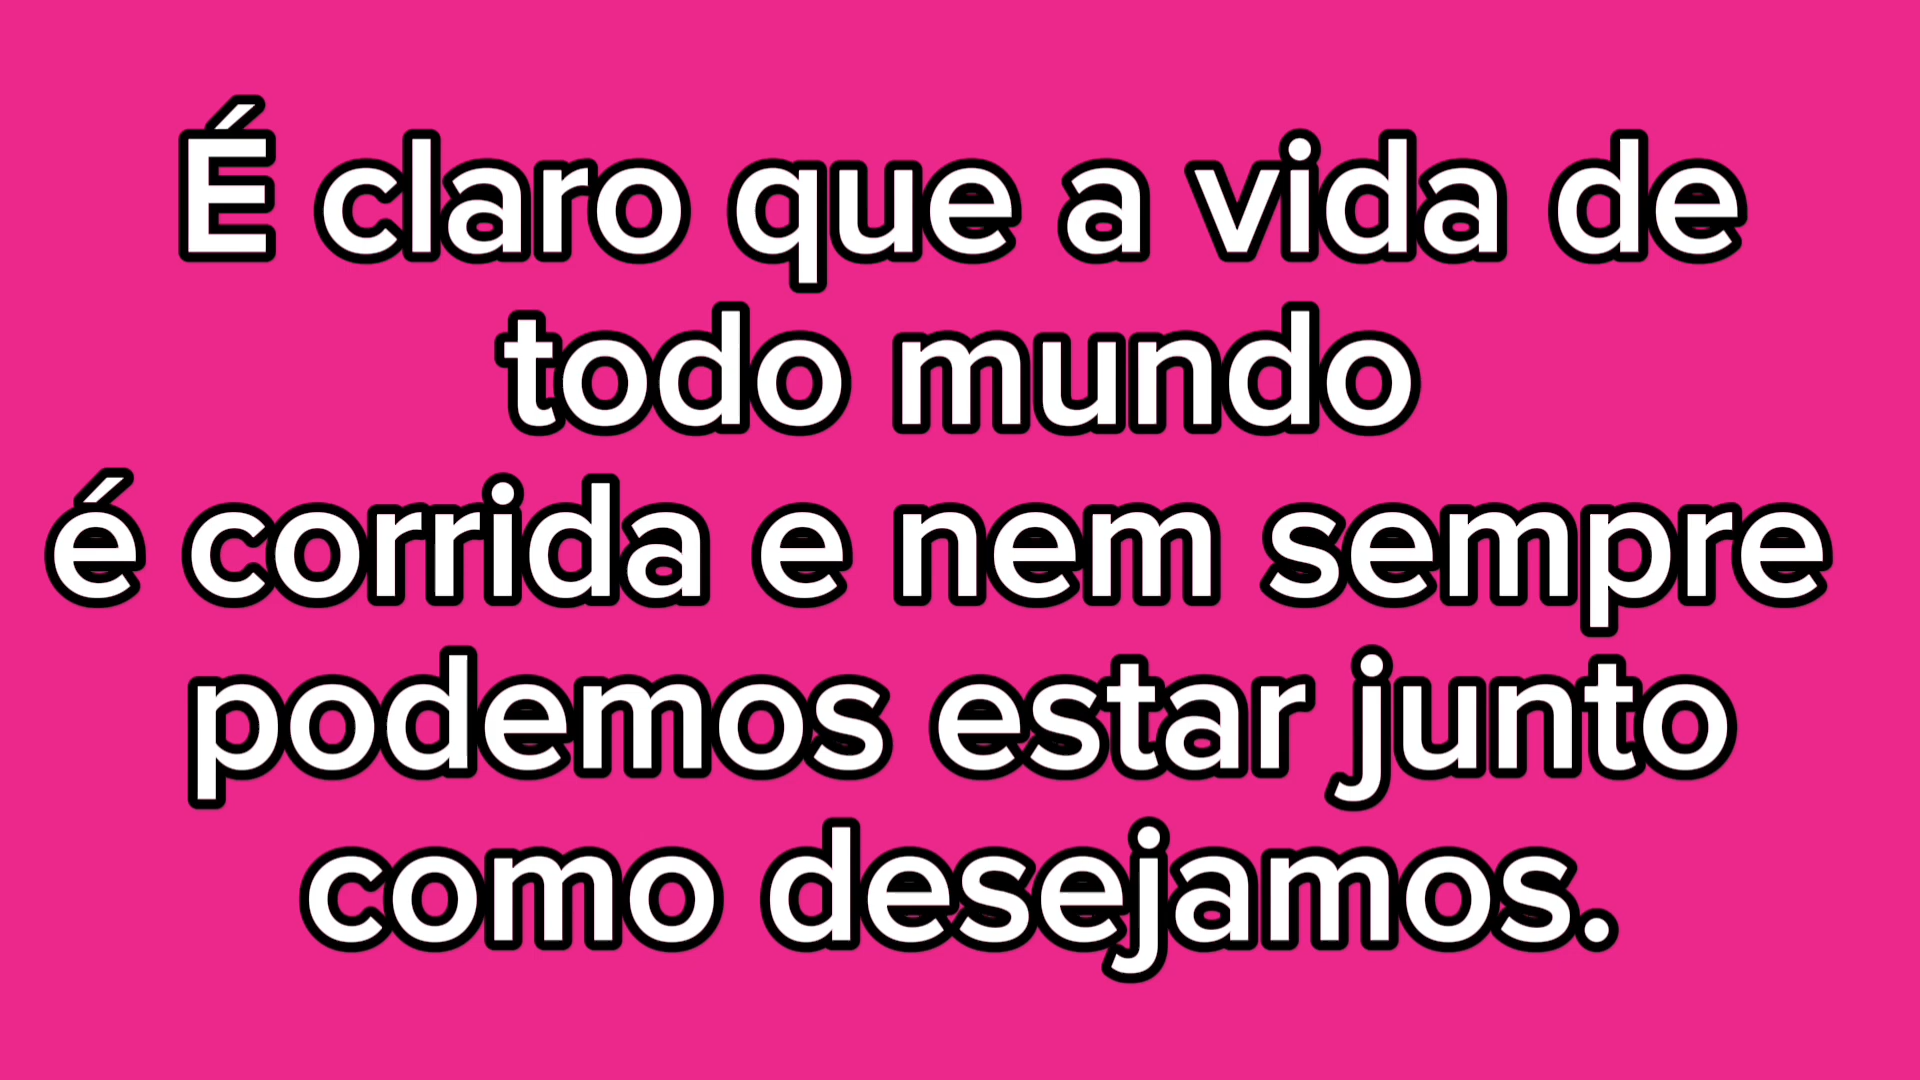 É claro que a vida de
todo mundo
é corrida e nem sempre
podemos estar junto
como desejamos.